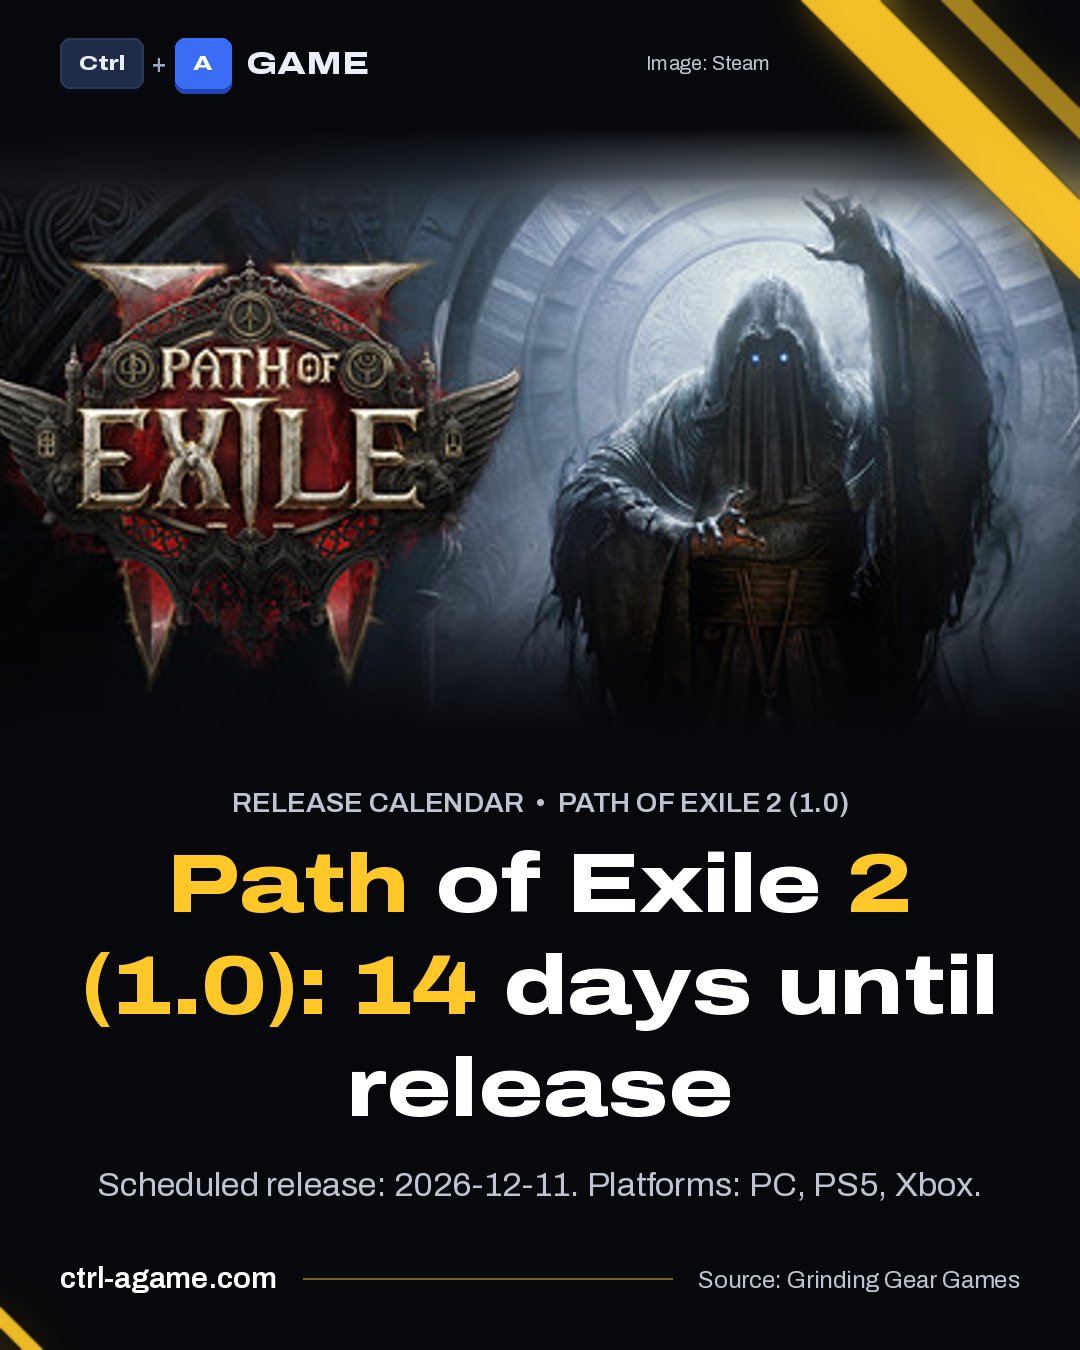 Ctrl + A GAME
Image: Steam
PATH OF
EXILE
II
RELEASE CALENDAR • PATH OF EXILE 2 (1.0)
Path of Exile 2
(1.0): 14 days until
release
Scheduled release: 2026-12-11. Platforms: PC, PS5, Xbox.
ctrl-agame.com
Source: Grinding Gear Games